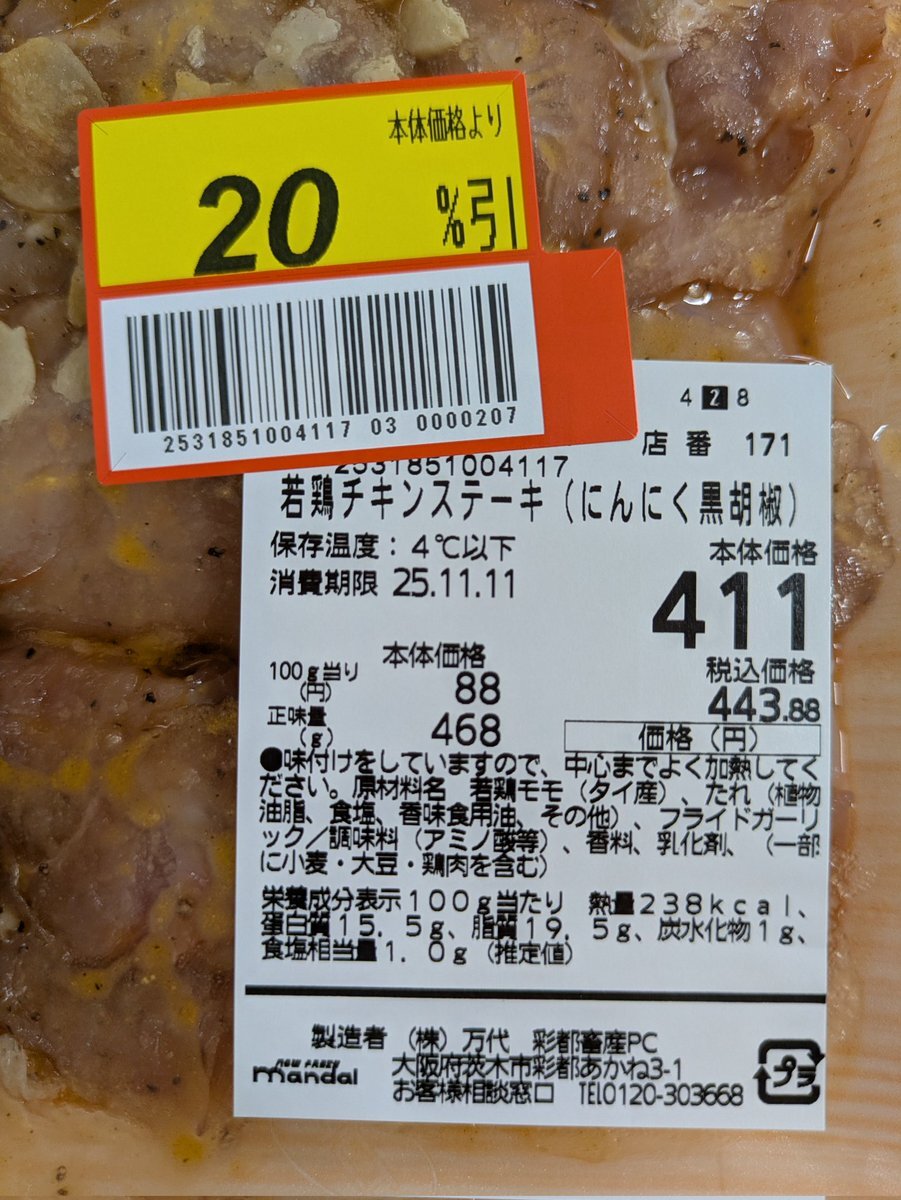 本体価格より
20 %引
2531851004117 03 0000207
4 2 8
店番 171
2531851004117
若鶏チキンステーキ(にんにく黒胡椒)
保存温度:4℃以下
消費期限 25.11.11
本体価格
411
税込価格
443.88
価格(円)
本体価格
100g当り(円) 88
正味量(g) 468
●味付けをしていますので、中心までよく加熱してく
ださい。原材料名 若鶏モモ(タイ産)、たれ(植物
油脂、食塩、香味食用油、その他)、フライドガーリ
ック/調味料(アミノ酸等)、香料、乳化剤、(一部
に小麦・大豆・鶏肉を含む)
栄養成分表示100g当たり 熱量238kcal、
蛋白質15.5g、脂質19.5g、炭水化物1g、
食塩相当量1.0g(推定値)
製造者 (株)万代 彩都畜産PC
大阪府茨木市彩都あかね3-1
お客様相談窓口 TEL0120-303668
mandai
プラ